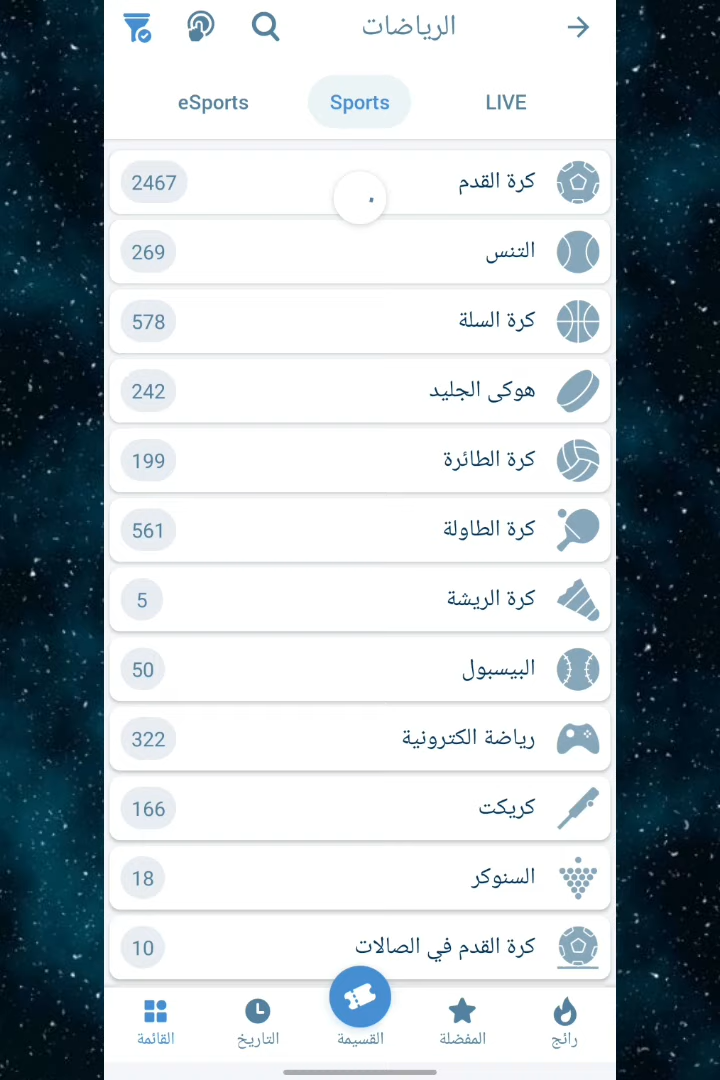 الرياضات
LIVE
Sports
eSports
كرة القدم 2467
التنس 269
كرة السلة 578
هوكى الجليد 242
كرة الطائرة 199
كرة الطاولة 561
كرة الريشة 5
البيسبول 50
رياضة الكترونية 322
كريكت 166
السنوكر 18
كرة القدم في الصالات 10
رائج
المفضلة
القسيمة
التاريخ
القائمة